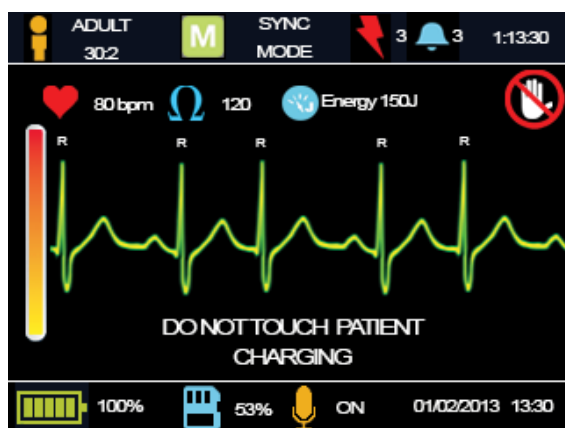 ADULT
30:2
M
SYNC
MODE
3
3
1:13:30
80 bpm
Ω 120
Energy 150J
R R R R R
DO NOT TOUCH PATIENT
CHARGING
100%
53%
ON
01/02/2013 13:30